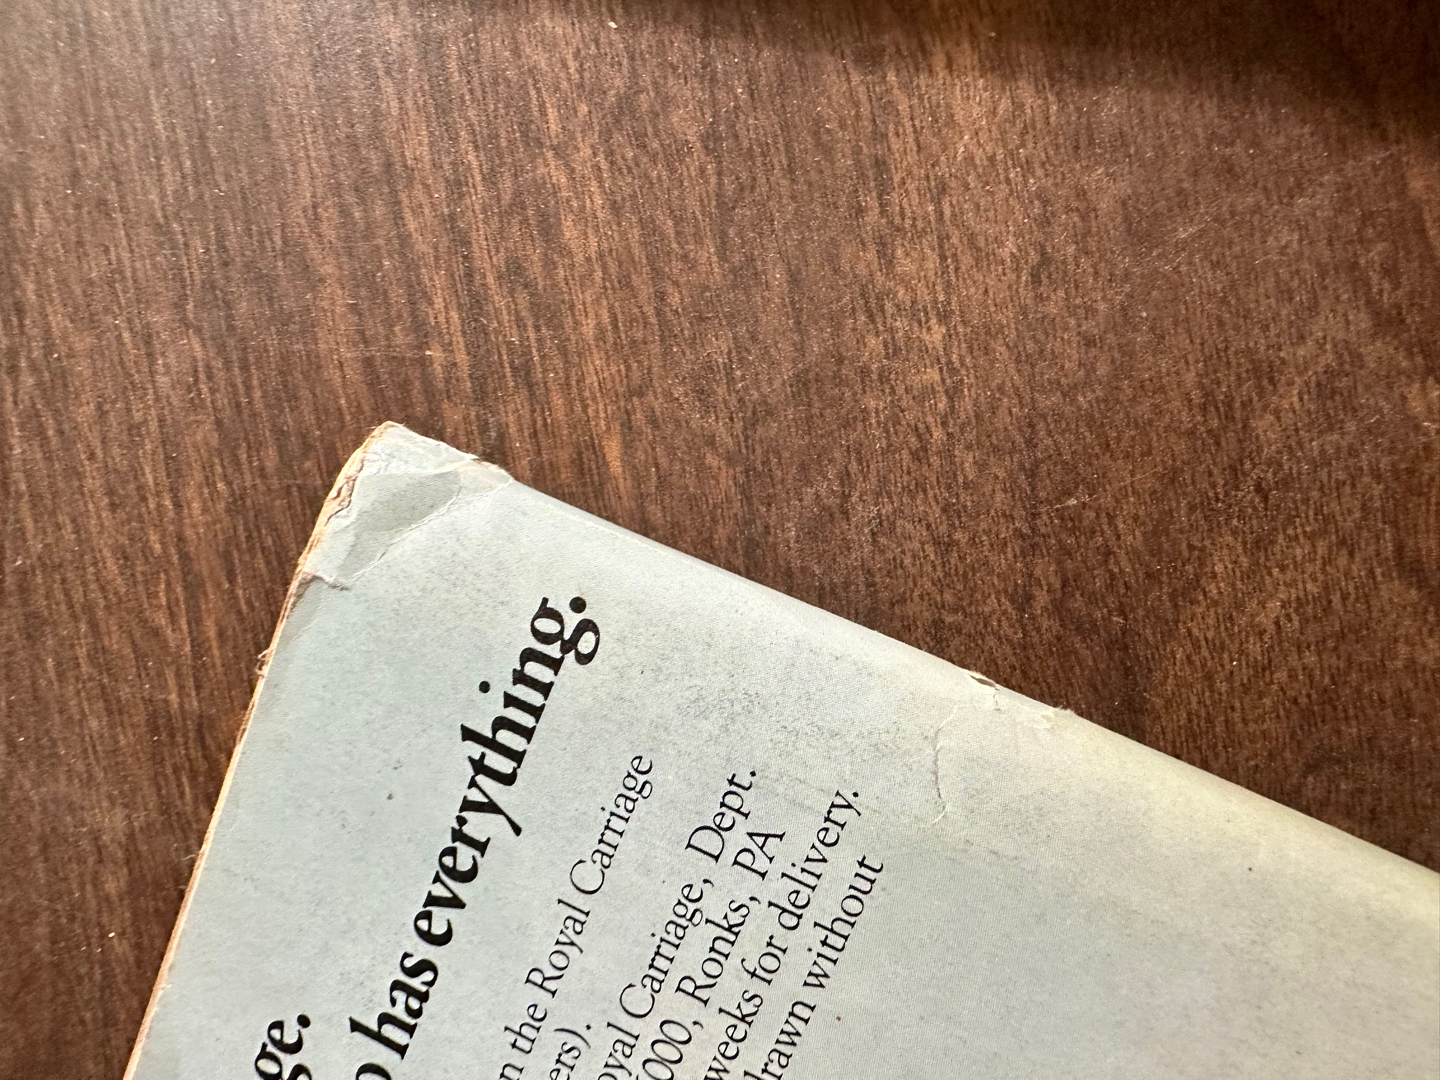 ge.
o has everything.
n the Royal Carriage
ers).
oyal Carriage, Dept.
000, Ronks, PA
weeks for delivery.
drawn without